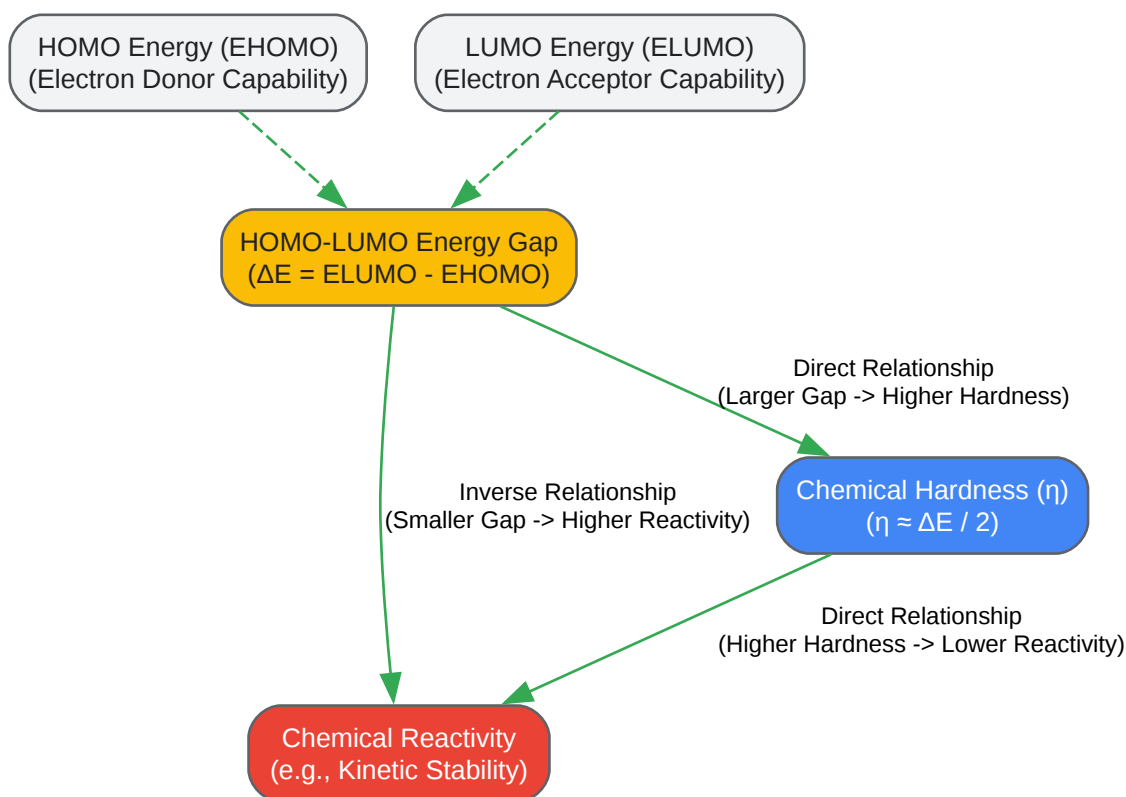 HOMO Energy (EHOMO)
(Electron Donor Capability)
LUMO Energy (ELUMO)
(Electron Acceptor Capability)
HOMO-LUMO Energy Gap
(ΔE = ELUMO - EHOMO)
Direct Relationship
(Larger Gap -> Higher Hardness)
Inverse Relationship
(Smaller Gap -> Higher Reactivity)
Chemical Hardness (η)
(η ≈ ΔE / 2)
Direct Relationship
(Higher Hardness -> Lower Reactivity)
Chemical Reactivity
(e.g., Kinetic Stability)